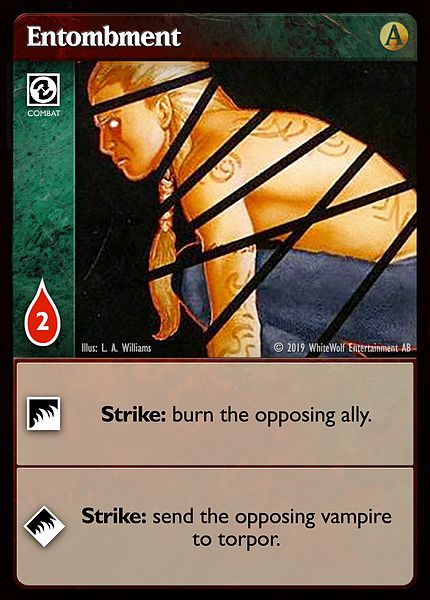 Entombment
A
COMBAT
2
Illus: L. A. Williams
© 2019 WhiteWolf Entertainment AB
Strike: burn the opposing ally.
Strike: send the opposing vampire
to torpor.